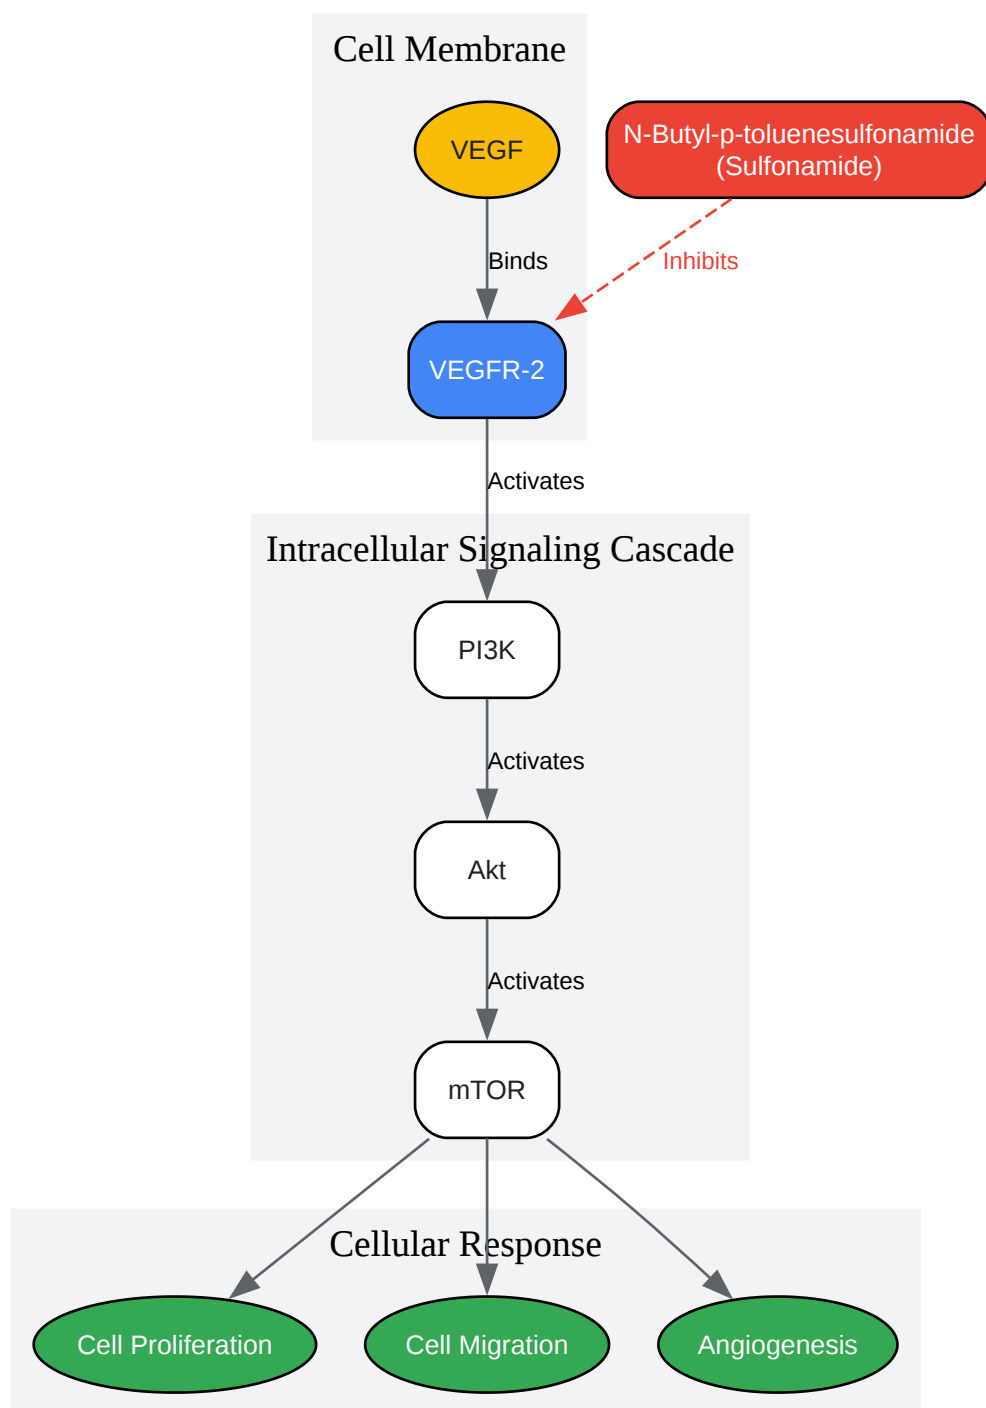 Cell Membrane
VEGF
N-Butyl-p-toluenesulfonamide
(Sulfonamide)
Binds
Inhibits
VEGFR-2
Activates
Intracellular Signaling Cascade
PI3K
Activates
Akt
Activates
mTOR
Cellular Response
Cell Proliferation
Cell Migration
Angiogenesis